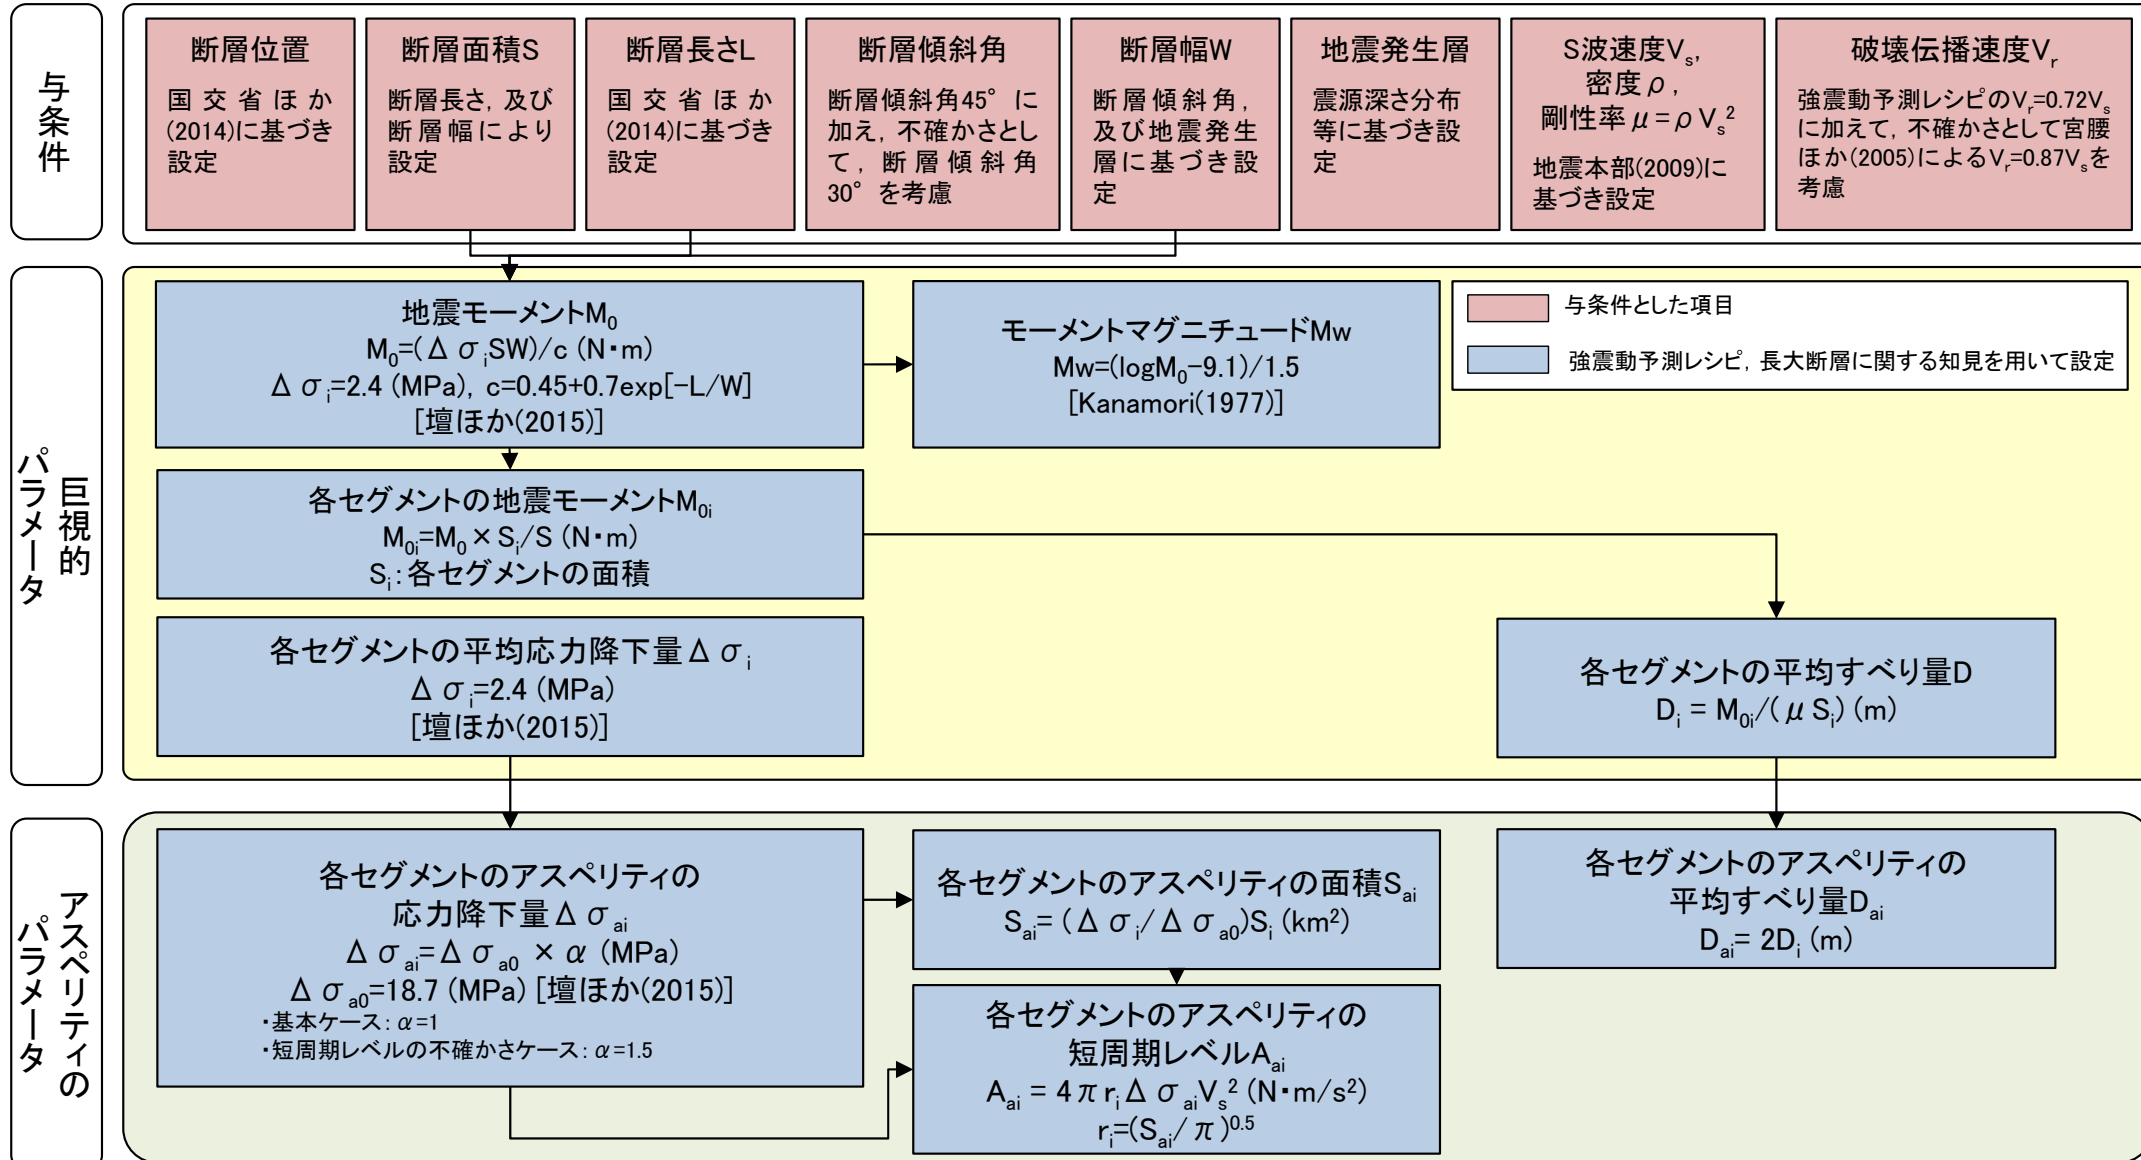 与条件
断層位置
国交省ほか
(2014)に基づき
設定
断層面積S
断層長さ，及び
断層幅により
設定
断層長さL
国交省ほか
(2014)に基づき
設定
断層傾斜角
断層傾斜角45°に
加え，不確かさとし
て，断層傾斜角
30°を考慮
断層幅W
断層傾斜角，
及び地震発生
層に基づき設
定
地震発生層
震源深さ分布
等に基づき設
定
S波速度Vs,
密度ρ,
剛性率μ=ρVs²
地震本部(2009)に
基づき設定
破壊伝播速度Vr
強震動予測レシピのVr=0.72Vs
に加えて，不確かさとして宮腰
ほか(2005)によるVr=0.87Vsを
考慮
巨視的
パラメータ
地震モーメントM0
M0=(ΔσiSW)/c (N・m)
Δσi=2.4 (MPa), c=0.45+0.7exp[-L/W]
[壇ほか(2015)]
モーメントマグニチュードMw
Mw=(logM0-9.1)/1.5
[Kanamori(1977)]
与条件とした項目
強震動予測レシピ，長大断層に関する知見を用いて設定
各セグメントの地震モーメントM0i
M0i=M0×Si/S (N・m)
Si：各セグメントの面積
各セグメントの平均応力降下量Δσi
Δσi=2.4 (MPa)
[壇ほか(2015)]
各セグメントの平均すべり量D
Di = M0i/(μSi) (m)
アスペリティの
パラメータ
各セグメントのアスペリティの
応力降下量Δσai
Δσai=Δσa0 × α (MPa)
Δσa0=18.7 (MPa) [壇ほか(2015)]
・基本ケース：α=1
・短周期レベルの不確かさケース：α=1.5
各セグメントのアスペリティの面積Sai
Sai= (Δσi/Δσa0)Si (km²)
各セグメントのアスペリティの
短周期レベルAai
Aai = 4πriΔσaiVs² (N・m/s²)
ri=(Sai/π)^0.5
各セグメントのアスペリティの
平均すべり量Dai
Dai= 2Di (m)